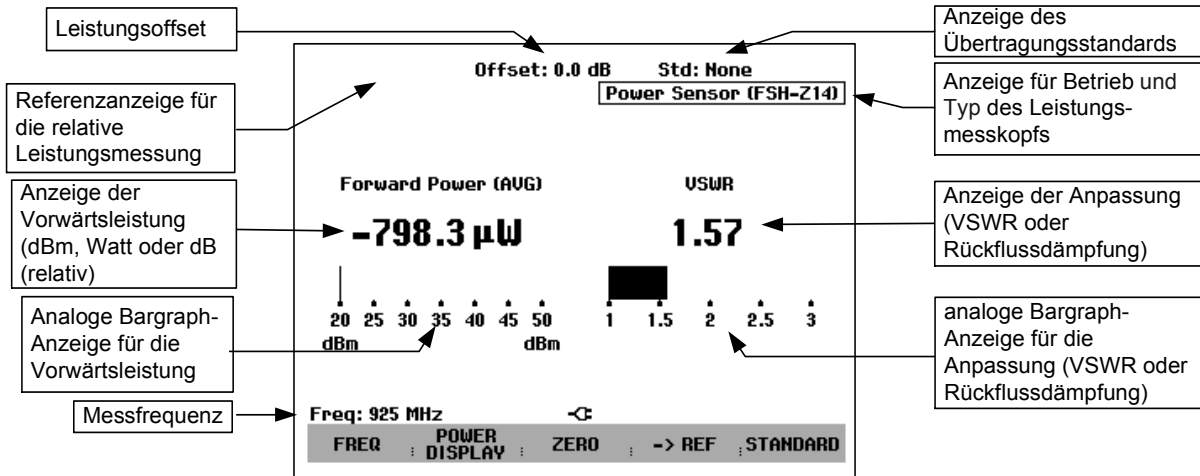 Leistungsoffset
Anzeige des
Übertragungsstandards
Offset: 0.0 dB
Std: None
Power Sensor (FSH-Z14)
Referenzanzeige für
die relative
Leistungsmessung
Anzeige für Betrieb und
Typ des Leistungs-
messkopfs
Forward Power (AVG)
VSWR
Anzeige der
Vorwärtsleistung
(dBm, Watt oder dB
(relativ)
-798.3 µW
1.57
Anzeige der Anpassung
(VSWR oder
Rückflussdämpfung)
Analoge Bargraph-
Anzeige für die
Vorwärtsleistung
20 25 30 35 40 45 50
dBm dBm
1 1.5 2 2.5 3
analoge Bargraph-
Anzeige für die
Anpassung (VSWR oder
Rückflussdämpfung)
Messfrequenz
Freq: 925 MHz
FREQ
POWER
DISPLAY
ZERO
-> REF
STANDARD